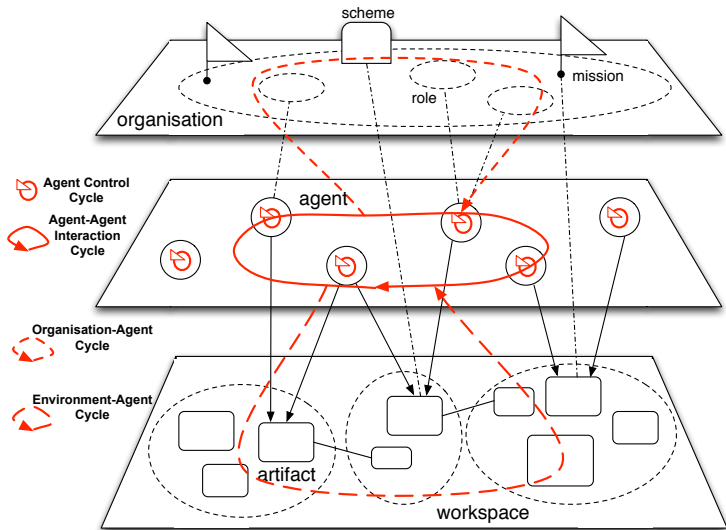 scheme
mission
role
organisation
Agent Control
Cycle
agent
Agent-Agent
Interaction
Cycle
Organisation-Agent
Cycle
Environment-Agent
Cycle
artifact
workspace